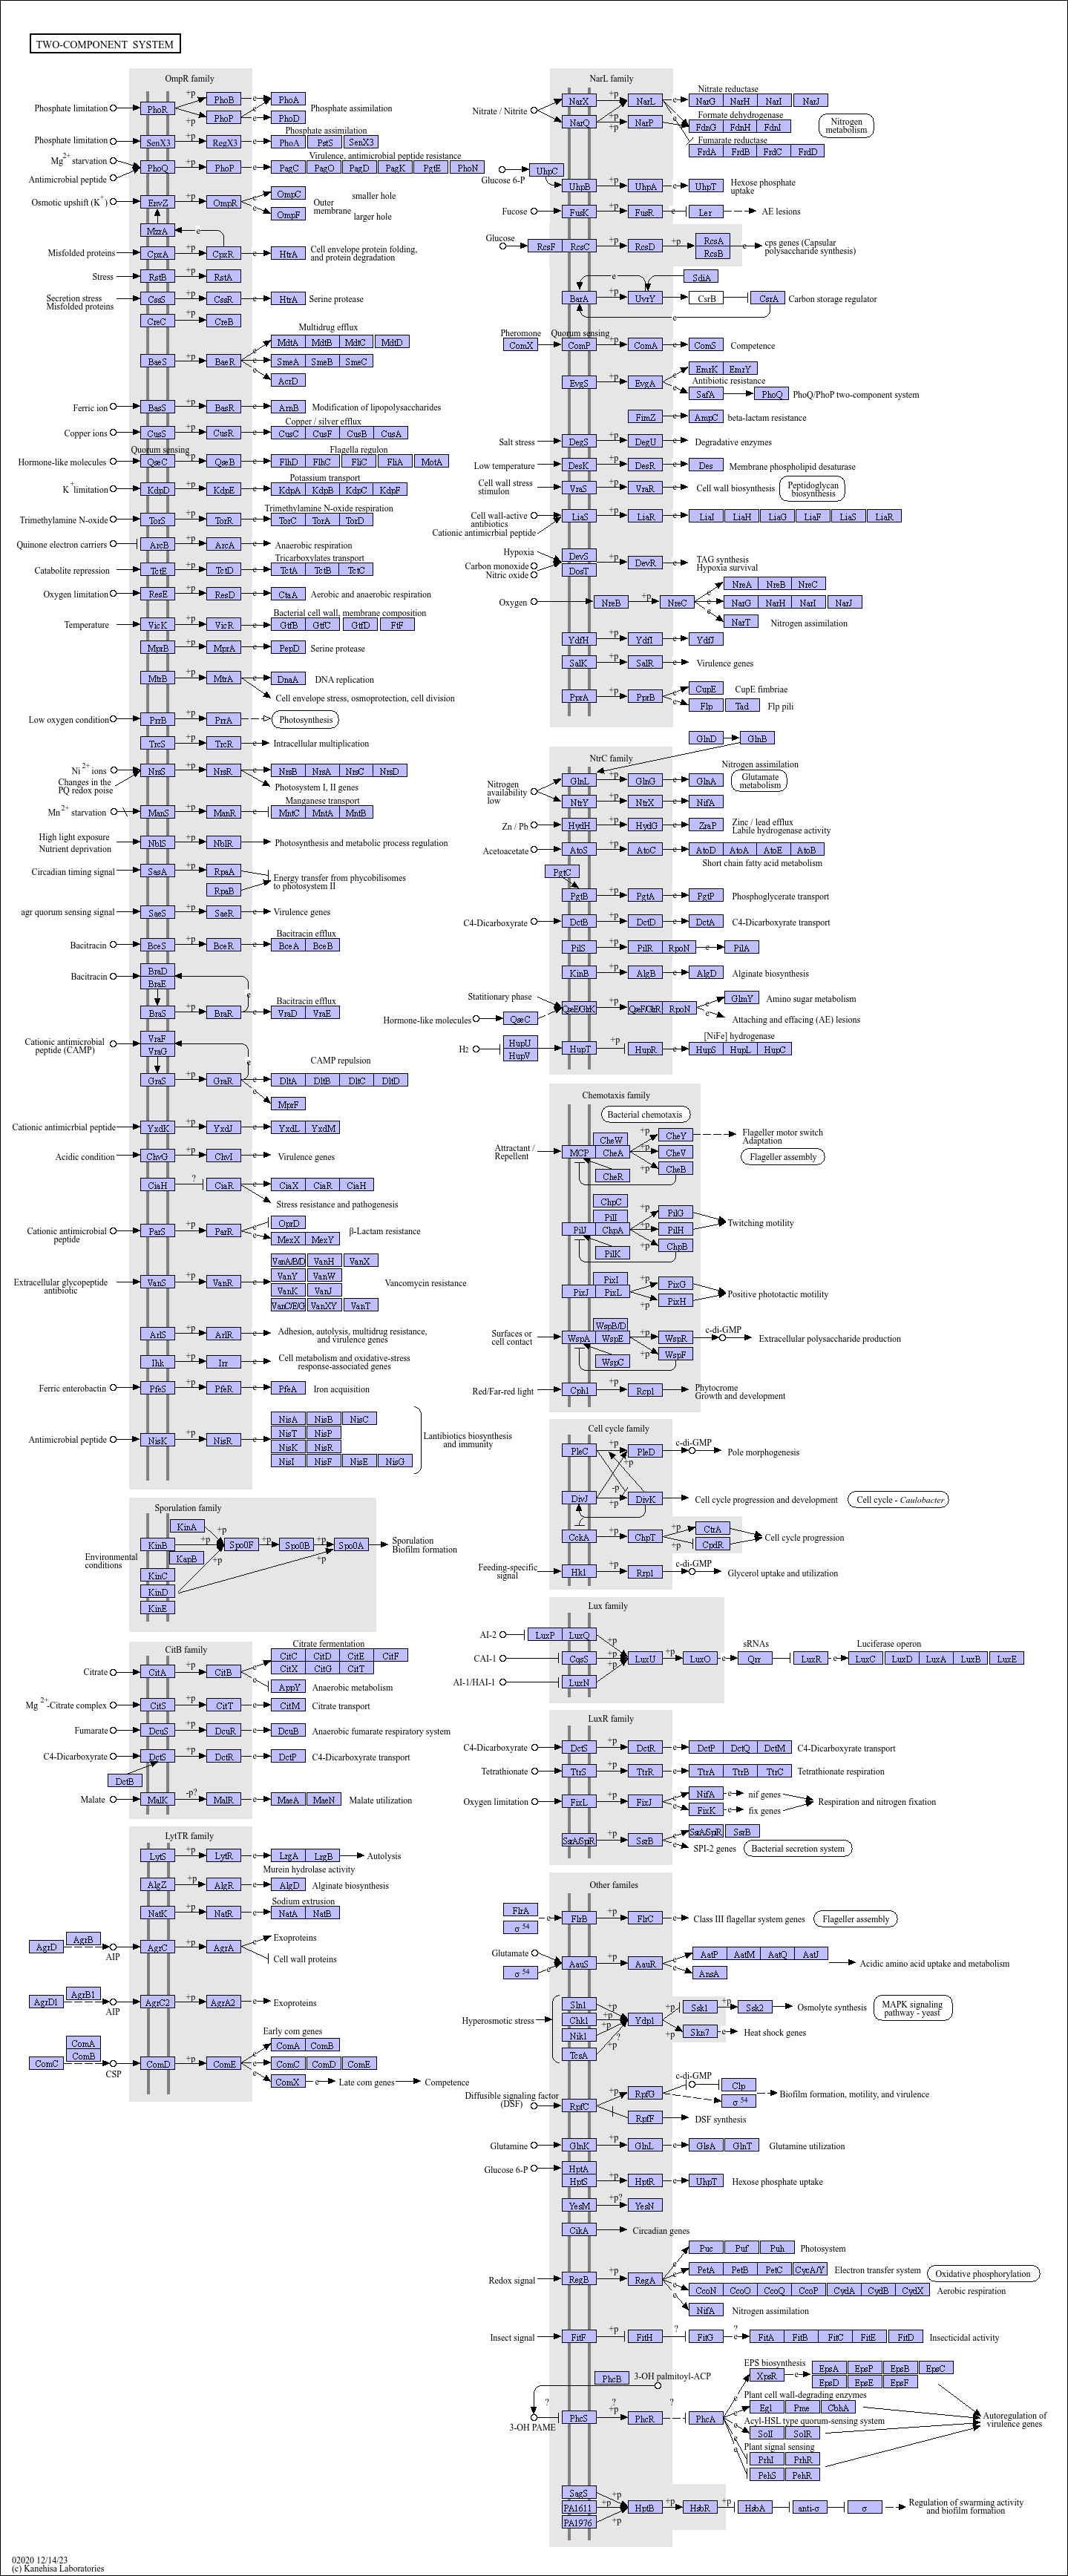 TWO-COMPONENT SYSTEM
OmpR family
Phosphate limitation
PhoR
+p
PhoB
e
PhoA
+p
PhoP
e
PhoD
Phosphate assimilation
Phosphate limitation
SenX3
+p
RegX3
e
Phosphate assimilation
PhoA PstS SenX3
Mg2+ starvation
Antimicrobial peptide
PhoQ
+p
PhoP
e
Virulence, antimicrobial peptide resistance
PagC PagO PagD PagK PgtE PhoN
Osmotic upshift (K+)
EnvZ
+p
OmpR
e
OmpC
smaller hole
Outer
membrane
e
OmpF
larger hole
MzrA
e
Misfolded proteins
CpxA
+p
CpxR
e
HtrA
Cell envelope protein folding,
and protein degradation
Stress
RstB
+p
RstA
Secretion stress
Misfolded proteins
CssS
+p
CssR
e
HtrA
Serine protease
CreC
+p
CreB
Multidrug efflux
BaeS
+p
BaeR
e
MdtA MdtB MdtC MdtD
e
SmeA SmeB SmeC
e
AcrD
Ferric ion
BasS
+p
BasR
e
ArnB
Modification of lipopolysaccharides
Copper ions
CusS
+p
CusR
e
Copper / silver efflux
CusC CusF CusB CusA
Hormone-like molecules
Quorum sensing
QseC
+p
QseB
e
Flagella regulon
FlhD FlhC FliC FliA MotA
K+limitation
KdpD
+p
KdpE
e
Potassium transport
KdpA KdpB KdpC KdpF
Trimethylamine N-oxide
TorS
+p
TorR
e
Trimethylamine N-oxide respiration
TorC TorA TorD
Quinone electron carriers
ArcB
+p
ArcA
e
Anaerobic respiration
Catabolite repression
TctE
+p
TctD
e
Tricarboxylates transport
TctA TctB TctC
Oxygen limitation
ResE
+p
ResD
e
CtaA
Aerobic and anaerobic respiration
Temperature
VicK
+p
VicR
e
Bacterial cell wall, membrane composition
GtfB GtfC GtfD FtF
MprB
+p
MprA
e
PepD
Serine protease
MtrB
+p
MtrA
e
DnaA
DNA replication
Cell envelope stress, osmoprotection, cell division
Low oxygen condition
PrrB
+p
PrrA
Photosynthesis
TrcS
+p
TrcR
e
Intracellular multiplication
Ni2+ ions
Changes in the
PQ redox poise
NrsS
+p
NrsR
e
NrsB NrsA NrsC NrsD
Photosystem I, II genes
Mn2+ starvation
ManS
+p
ManR
e
Manganese transport
MntC MntA MntB
High light exposure
Nutrient deprivation
NblS
+p
NblR
e
Photosynthesis and metabolic process regulation
Circadian timing signal
SasA
+p
RpaA
RpaB
Energy transfer from phycobilisomes
to photosystem II
agr quorum sensing signal
SaeS
+p
SaeR
e
Virulence genes
Bacitracin
BceS
+p
BceR
e
Bacitracin efflux
BceA BceB
Bacitracin
BraD
BraE
e
BraS
+p
BraR
e
Bacitracin efflux
VraD VraE
Cationic antimicrobial
peptide (CAMP)
VraF
VraG
e
GraS
+p
GraR
e
CAMP repulsion
DltA DltB DltC DltD
e
MprF
Cationic antimicrbial peptide
YxdK
+p
YxdJ
e
YxdL YxdM
Acidic condition
ChvG
+p
ChvI
e
Virulence genes
CiaH
?
CiaR
e
CiaX CiaR CiaH
Stress resistance and pathogenesis
Cationic antimicrobial
peptide
ParS
+p
ParR
e
OprD
e
MexX MexY
β-Lactam resistance
Extracellular glycopeptide
antibiotic
VanS
+p
VanR
e
VanA/B/D VanH VanX
VanY VanW
VanK VanJ
VanC/E/G VanXY VanT
Vancomycin resistance
ArlS
+p
ArlR
e
Adhesion, autolysis, multidrug resistance,
and virulence genes
Ihk
+p
Irr
e
Cell metabolism and oxidative-stress
response-associated genes
Ferric enterobactin
PfeS
+p
PfeR
e
PfeA
Iron acquisition
Antimicrobial peptide
NisK
+p
NisR
e
NisA NisB NisC
NisT NisP
NisK NisR
NisI NisF NisE NisG
Lantibiotics biosynthesis
and immunity
Sporulation family
Environmental
conditions
KinA
KinB
KapB
KinC
KinD
KinE
+p
+p
+p
Spo0F
+p
Spo0B
+p
Spo0A
+p
Sporulation
Biofilm formation
CitB family
Citrate
CitA
+p
CitB
e
Citrate fermentation
CitC CitD CitE CitF
CitX CitG CitT
e
AppY
Anaerobic metabolism
Mg2+-Citrate complex
CitS
+p
CitT
e
CitM
Citrate transport
Fumarate
DcuS
+p
DcuR
e
DcuB
Anaerobic fumarate respiratory system
C4-Dicarboxyrate
DctS
+p
DctR
e
DctP
C4-Dicarboxyrate transport
DctB
Malate
MalK
-p?
MalR
e
MaeA MaeN
Malate utilization
LytTR family
LytS
+p
LytR
e
LrgA LrgB
Autolysis
Murein hydrolase activity
AlgZ
+p
AlgR
e
AlgD
Alginate biosynthesis
NatK
+p
NatR
e
Sodium extrusion
NatA NatB
AgrD
AgrB
AIP
AgrC
+p
AgrA
e
Exoproteins
Cell wall proteins
AgrD1
AgrB1
AIP
AgrC2
+p
AgrA2
e
Exoproteins
ComC
ComA
ComB
CSP
ComD
+p
ComE
Early com genes
e
ComA ComB
e
ComC ComD ComE
e
ComX
e
Late com genes
Competence
NarL family
Nitrate / Nitrite
NarX
+p
NarL
+p
NarQ
+p
NarP
Nitrate reductase
NarG NarH NarI NarJ
Formate dehydrogenase
FdnG FdnH FdnI
Fumarate reductase
FrdA FrdB FrdC FrdD
Nitrogen
metabolism
Glucose 6-P
UhpC
UhpB
+p
UhpA
e
UhpT
Hexose phosphate
uptake
Fucose
FusK
+p
FusR
e
Ler
AE lesions
Glucose
RcsF RcsC
+p
RcsD
+p
RcsA
RcsB
e
cps genes (Capsular
polysaccharide synthesis)
SdiA
e
BarA
+p
UvrY
CsrB
CsrA
Carbon storage regulator
e
Pheromone
ComX
Quorum sensing
ComP
+p
ComA
e
ComS
Competence
EvgS
+p
EvgA
e
EmrK EmrY
Antibiotic resistance
e
SafA
PhoQ
PhoQ/PhoP two-component system
FimZ
e
AmpC
beta-lactam resistance
Salt stress
DegS
+p
DegU
e
Degradative enzymes
Low temperature
DesK
+p
DesR
e
Des
Membrane phospholipid desaturase
Cell wall stress
stimulon
VraS
+p
VraR
e
Cell wall biosynthesis
Peptidoglycan
biosynthesis
Cell wall-active
antibiotics
Cationic antimicrbial peptide
LiaS
+p
LiaR
e
LiaI LiaH LiaG LiaF LiaS LiaR
Hypoxia
Carbon monoxide
Nitric oxide
DevS
DosT
+p
DevR
e
TAG synthesis
Hypoxia survival
Oxygen
NreB
+p
NreC
e
NreA NreB NreC
e
NarG NarH NarI NarJ
e
NarT
Nitrogen assimilation
YdfH
+p
YdfI
e
YdfJ
SalK
+p
SalR
e
Virulence genes
PprA
+p
PprB
e
CupE
CupE fimbriae
e
Flp Tad
Flp pili
NtrC family
GlnD GlnB
Nitrogen
availability
low
GlnL
+p
GlnG
e
GlnA
Nitrogen assimilation
Glutamate
metabolism
NtrY
+p
NtrX
e
NifA
Zn / Pb
HydH
+p
HydG
e
ZraP
Zinc / lead efflux
Labile hydrogenase activity
Acetoacetate
AtoS
+p
AtoC
e
AtoD AtoA AtoE AtoB
Short chain fatty acid metabolism
PgtC
PgtB
+p
PgtA
e
PgtP
Phosphoglycerate transport
C4-Dicarboxyrate
DctB
+p
DctD
e
DctA
C4-Dicarboxyrate transport
PilS
+p
PilR RpoN
e
PilA
KinB
+p
AlgB
e
AlgD
Alginate biosynthesis
Statitionary phase
Hormone-like molecules
QseC
QseE/GlrK
+p
QseF/GlrR RpoN
e
GlmY
Amino sugar metabolism
e
Attaching and effacing (AE) lesions
H2
HupU
HupV
HupT
+p
HupR
e
[NiFe] hydrogenase
HupS HupL HupC
Chemotaxis family
Bacterial chemotaxis
Attractant /
Repellent
MCP
CheW
CheA
CheR
+p
CheY
+p
CheV
+p
CheB
Flageller motor switch
Adaptation
Flageller assembly
ChpC
PilI
PilJ ChpA
PilK
+p
PilG
+p
PilH
+p
ChpB
Twitching motility
PixI
PixJ PixL
+p
PixG
+p
PixH
Positive phototactic motility
Surfaces or
cell contact
WspB/D
WspA WspE
WspC
+p
WspR
+p
WspF
c-di-GMP
Extracellular polysaccharide production
Red/Far-red light
Cph1
+p
Rcp1
Phytocrome
Growth and development
Cell cycle family
PleC
+p
PleD
c-di-GMP
Pole morphogenesis
+p
-p
DivJ
+p
DivK
Cell cycle progression and development
Cell cycle - Caulobacter
CckA
+p
ChpT
+p
CtrA
+p
CpdR
Cell cycle progression
Feeding-specific
signal
Hk1
+p
Rrp1
c-di-GMP
Glycerol uptake and utilization
Lux family
AI-2
LuxP LuxQ
+p
CAI-1
CqsS
+p
LuxU
+p
LuxO
e
sRNAs
Qrr
LuxR
e
Luciferase operon
LuxC LuxD LuxA LuxB LuxE
AI-1/HAI-1
LuxN
+p
LuxR family
C4-Dicarboxyrate
DctS
+p
DctR
e
DctP DctQ DctM
C4-Dicarboxyrate transport
Tetrathionate
TtrS
+p
TtrR
e
TtrA TtrB TtrC
Tetrathionate respiration
Oxygen limitation
FixL
+p
FixJ
e
NifA
e
nif genes
e
FixK
e
fix genes
Respiration and nitrogen fixation
SsrA/SpiR
+p
SsrB
e
SsrA/SpiR SsrB
e
SPI-2 genes
Bacterial secretion system
Other familes
FlrA
σ 54
e
FlrB
+p
FlrC
e
Class III flagellar system genes
Flageller assembly
Glutamate
σ 54
e
AauS
+p
AauR
e
AatP AatM AatQ AatJ
e
AnsA
Acidic amino acid uptake and metabolism
Hyperosmotic stress
Sln1
+p
Chk1
+p
Nik1
+p
?
TcsA
+p
Ydp1
+p
Ssk1
+p
Ssk2
Osmolyte synthesis
MAPK signaling
pathway - yeast
+p
Skn7
e
Heat shock genes
Diffusible signaling factor
(DSF)
RpfC
+p
RpfG
c-di-GMP
Clp
σ 54
Biofilm formation, motility, and virulence
RpfF
DSF synthesis
Glutamine
GlnK
+p
GlnL
e
GlsA GlnT
Glutamine utilization
Glucose 6-P
HptA
HptS
+p
HptR
e
UhpT
Hexose phosphate uptake
YesM
+p?
YesN
CikA
Circadian genes
Redox signal
RegB
+p
RegA
e
Puc Puf Puh
Photosystem
e
PetA PetB PetC CycA/Y
Electron transfer system
Oxidative phosphorylation
e
CcoN CcoO CcoQ CcoP CydA CydB CydX
Aerobic respiration
e
NifA
Nitrogen assimilation
Insect signal
FitF
+p
FitH
?
FitG
?
e
FitA FitB FitC FitE FitD
Insecticidal activity
PhcB
3-OH palmitoyl-ACP
?
3-OH PAME
PhcS
?
PhcR
?
PhcA
EPS biosynthesis
e
XpsR
e
EpsA EpsP EpsB EpsC
EpsD EpsE EpsF
Plant cell wall-degrading enzymes
e
Egl Pme CbhA
Acyl-HSL type quorum-sensing system
e
SolI SolR
Plant signal sensing
e
PrhI PrhR
e
PehS PehR
Autoregulation of
virulence genes
SagS
+p
PA1611
+p
PA1976
+p
HptB
+p
HsbR
+p
HsbA
anti-σ
σ
Regulation of swarming activity
and biofilm formation
02020 12/14/23
(c) Kanehisa Laboratories